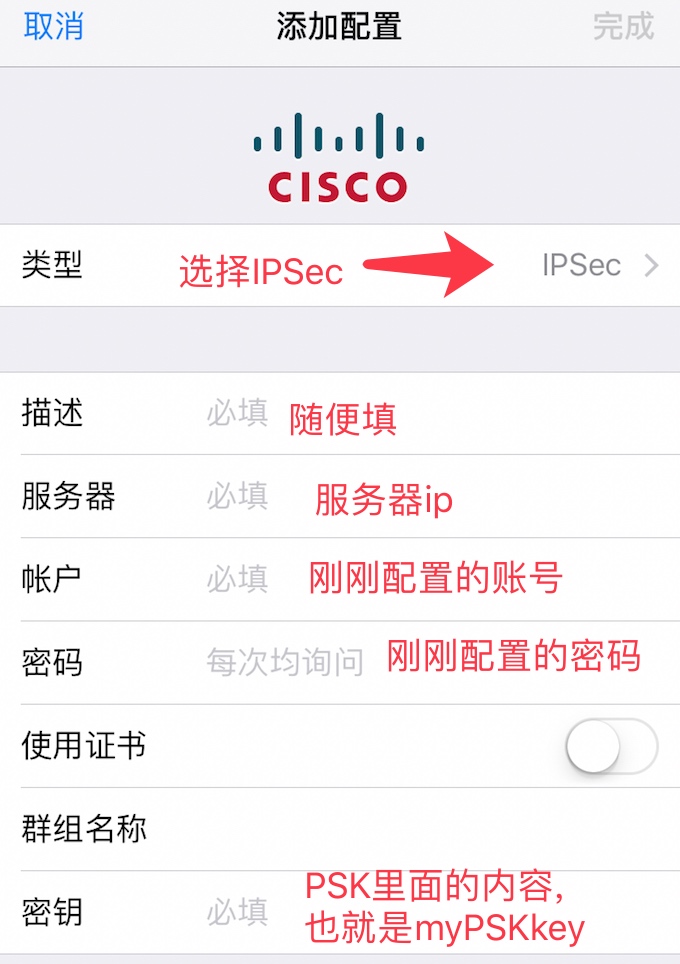 取消 添加配置 完成
CISCO
类型 选择IPSec IPSec
描述 必填 随便填
服务器 必填 服务器ip
帐户 必填 刚刚配置的账号
密码 每次均询问 刚刚配置的密码
使用证书
群组名称
密钥 必填 PSK里面的内容,
也就是myPSKkey